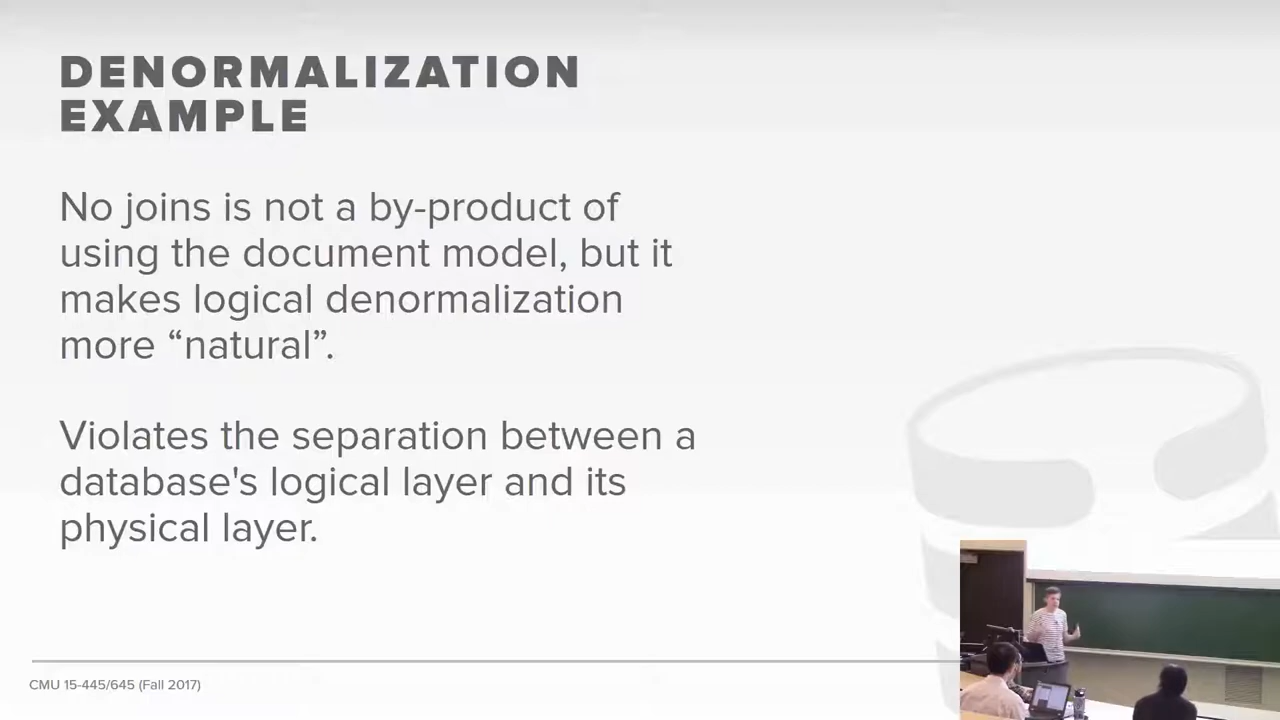 DENORMALIZATION
EXAMPLE
No joins is not a by-product of
using the document model, but it
makes logical denormalization
more “natural”.
Violates the separation between a
database's logical layer and its
physical layer.
CMU 15-445/645 (Fall 2017)